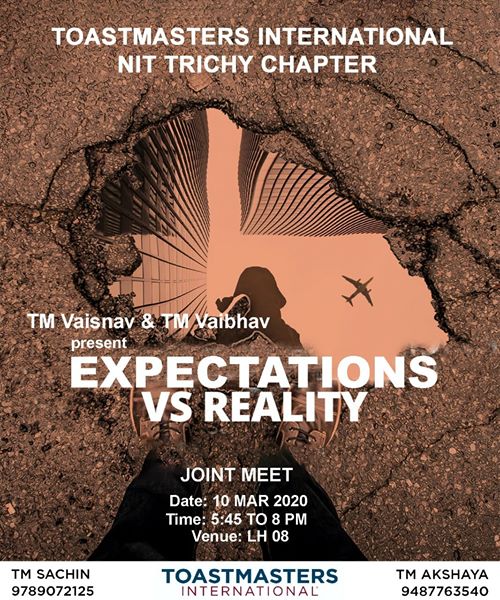 TOASTMASTERS INTERNATIONAL
NIT TRICHY CHAPTER
TM Vaisnav & TM Vaibhav
present
EXPECTATIONS
VS REALITY
JOINT MEET
Date: 10 MAR 2020
Time: 5:45 TO 8 PM
Venue: LH 08
TM SACHIN
9789072125
TOASTMASTERS
INTERNATIONAL
TM AKSHAYA
9487763540